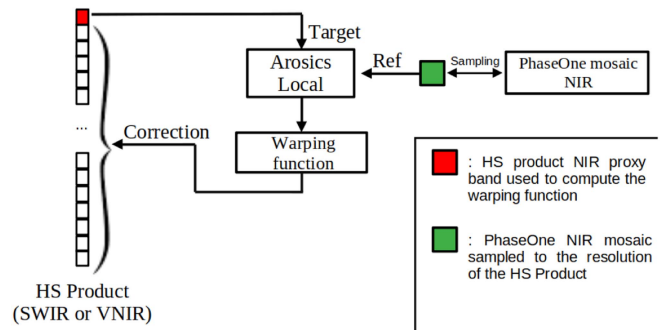 Target
Arosics
Local
Ref
Sampling
PhaseOne mosaic
NIR
...
Correction
Warping
function
: HS product NIR proxy
band used to compute the
warping function
: PhaseOne NIR mosaic
sampled to the resolution
of the HS Product
HS Product
(SWIR or VNIR)